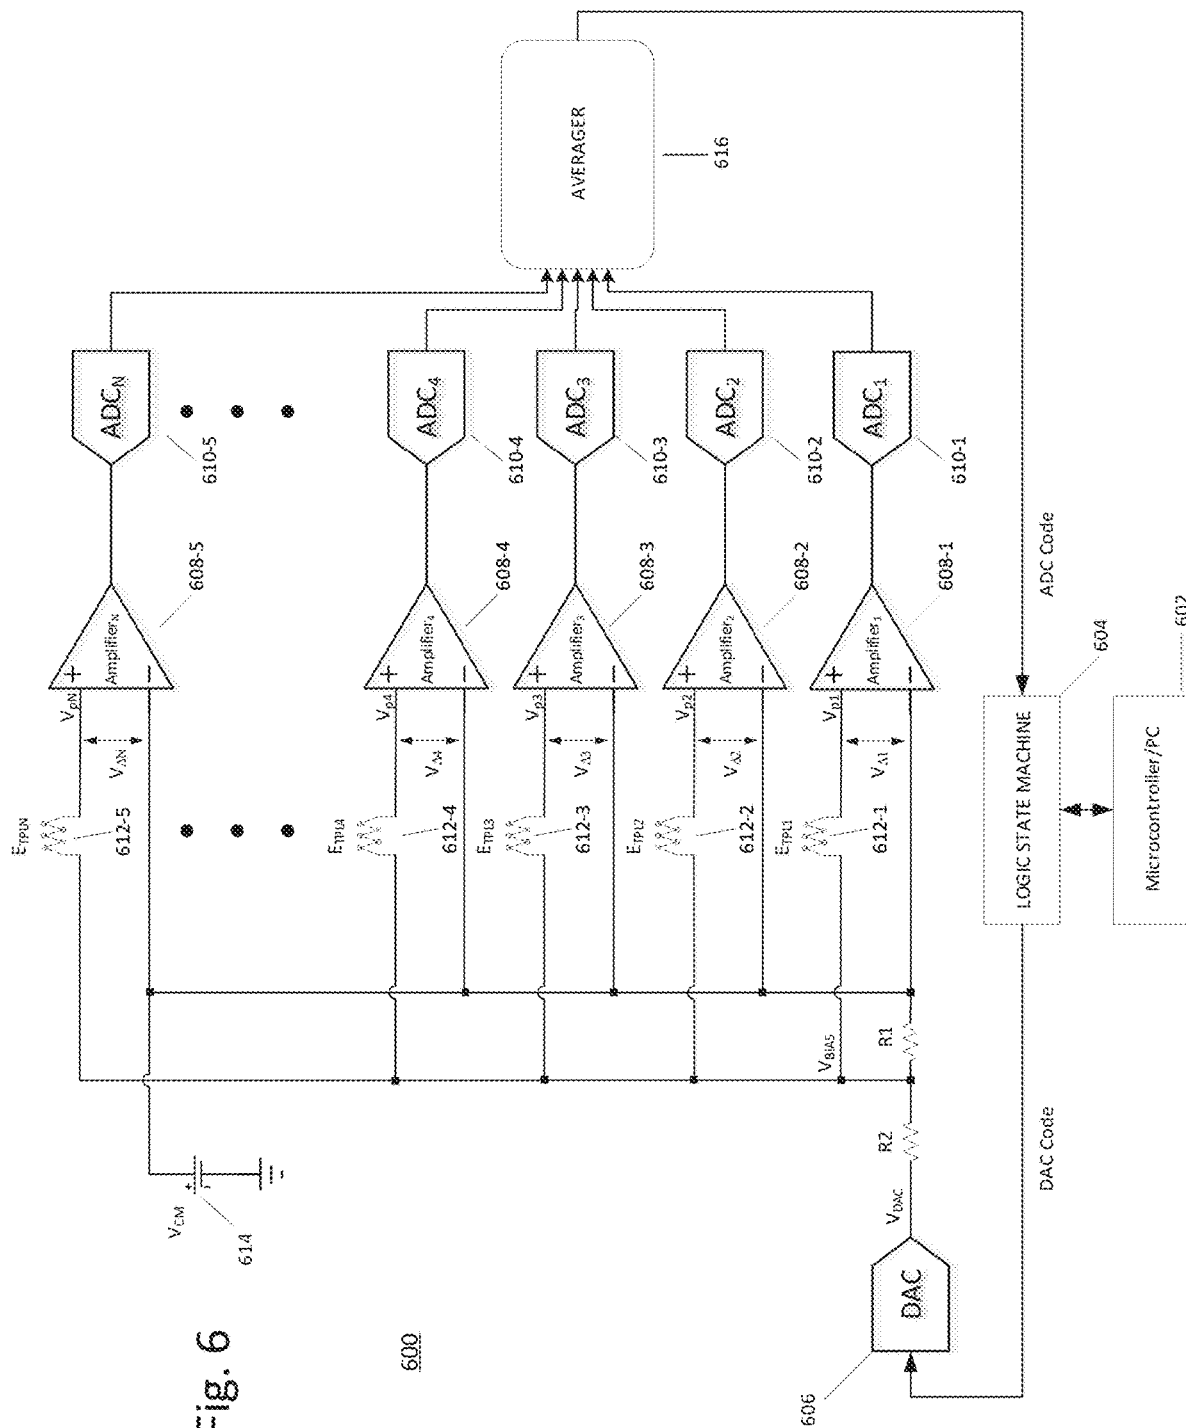 Fig. 6
600
AVERAGER
616
ADC_N
ADC_4
ADC_3
ADC_2
ADC_1
610-5
610-4
610-3
610-2
610-1
608-5
608-4
608-3
608-2
608-1
Amplifier_N
Amplifier_4
Amplifier_3
Amplifier_2
Amplifier_1
+
−
+
−
+
−
+
−
+
−
V_pN
V_p4
V_p3
V_p2
V_p1
V_ΔN
V_Δ4
V_Δ3
V_Δ2
V_Δ1
E_TPLN
E_TPL4
E_TPL3
E_TPL2
E_TPL1
612-5
612-4
612-3
612-2
612-1
V_CM
+
-
614
V_BIAS
R1
R2
V_DAC
DAC
606
DAC Code
ADC Code
LOGIC STATE MACHINE
604
Microcontroller/PC
602